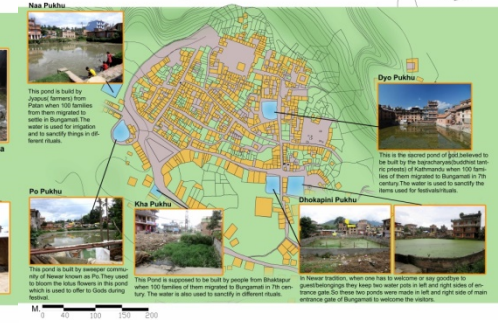 Naa Pukhu
This pond is build by
Jyapus( farmers) from
Patan when 100 families
from them migrated to
settle in Bungamati.The
water is used for irrigation
and to sanctify things in dif-
ferent rituals.
Dyo Pukhu
This is the sacred pond of god,believed to
be built by the bajracharyas(buddhist tant-
ric priests) of Kathmandu when 100 fami-
lies of them migrated to Bungamati in 7th
century.The water is used to sanctify the
items used for festivals/rituals.
Po Pukhu
This pond is built by sweeper commu-
nity of Newar known as Po.They used
to bloom the lotus flowers in this pond
which is used to offer to Gods during
festival.
Kha Pukhu
This Pond is supposed to be built by people from Bhaktapur
when 100 families of them migrated to Bungamati in 7th cen-
tury. The water is also used to sanctify in different rituals.
Dhokapini Pukhu
In Newar tradition, when one has to welcome or say goodbye to
guest/belongings they keep two water pots in left and right sides of en-
trance gate.So these two ponds were made in left and right side of main
entrance gate of Bungamati to welcome the visitors.
M.
0 40 100 150 200